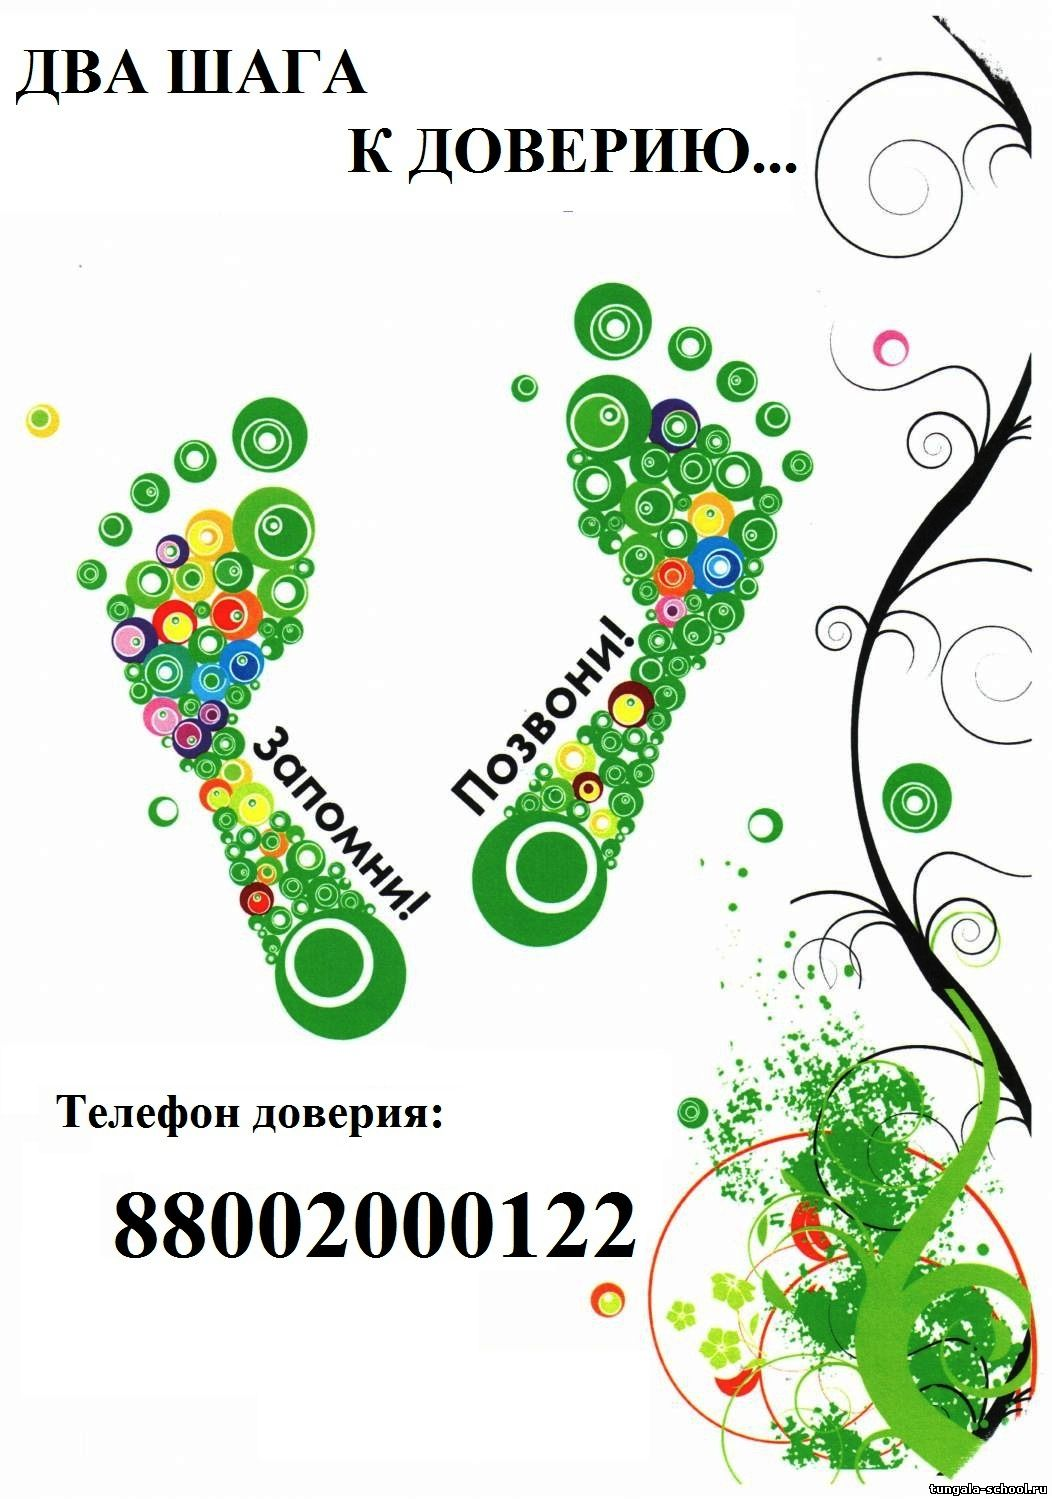 ДВА ШАГА
К ДОВЕРИЮ...
Запомни!
Позвони!
Телефон доверия:
88002000122
tungala-school.ru